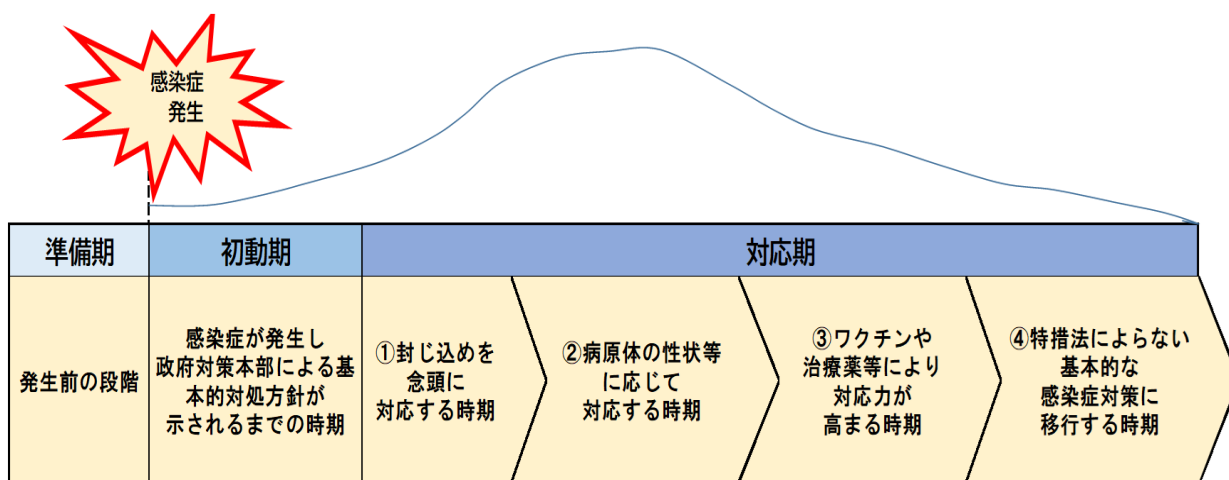 感染症
発生
準備期
初動期
対応期
発生前の段階
感染症が発生し
政府対策本部による基
本的対処方針が
示されるまでの時期
①封じ込めを
念頭に
対応する時期
②病原体の性状等
に応じて
対応する時期
③ワクチンや
治療薬等により
対応力が
高まる時期
④特措法によらない
基本的な
感染症対策に
移行する時期